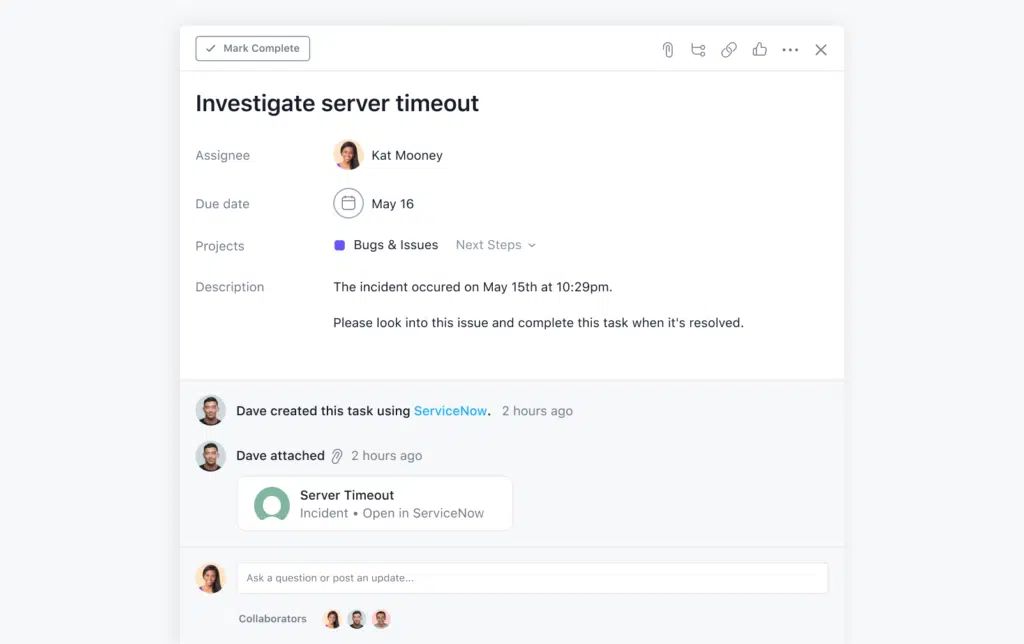 Mark Complete
Investigate server timeout
Assignee
Kat Mooney
Due date
May 16
Projects
Bugs & Issues Next Steps
Description
The incident occured on May 15th at 10:29pm.
Please look into this issue and complete this task when it's resolved.
Dave created this task using ServiceNow. 2 hours ago
Dave attached 2 hours ago
Server Timeout
Incident • Open in ServiceNow
Ask a question or post an update...
Collaborators